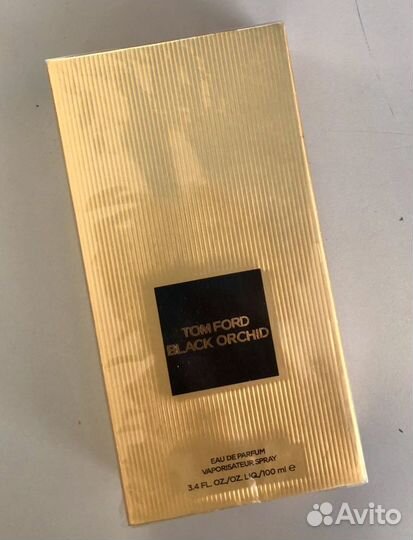 TOM FORD
BLACK ORCHID
EAU DE PARFUM
VAPORISATEUR SPRAY
3.4 FL. OZ./OZ. LIQ./100 ml ℮
Avito